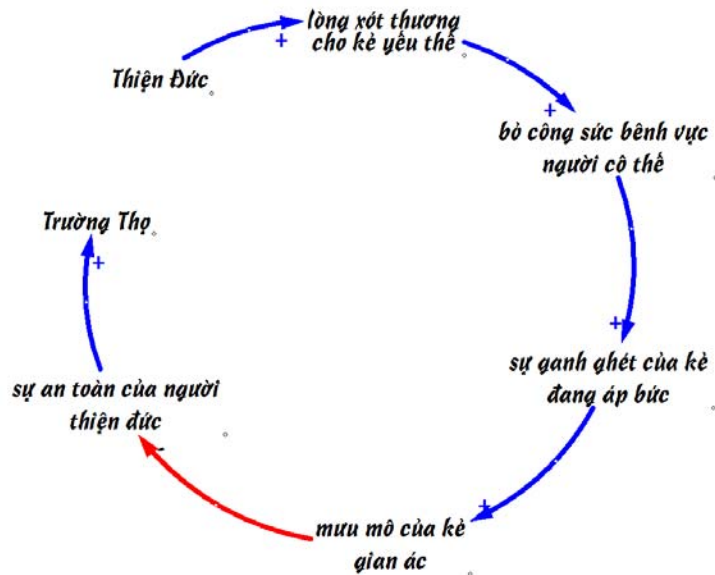 lòng xót thương
cho kẻ yếu thế
+
Thiện Đức
+
bỏ công sức bênh vực
người cô thế
Trường Thọ
+
+
sự ganh ghét của kẻ
đang áp bức
sự an toàn của người
thiện đức
-
+
mưu mô của kẻ
gian ác